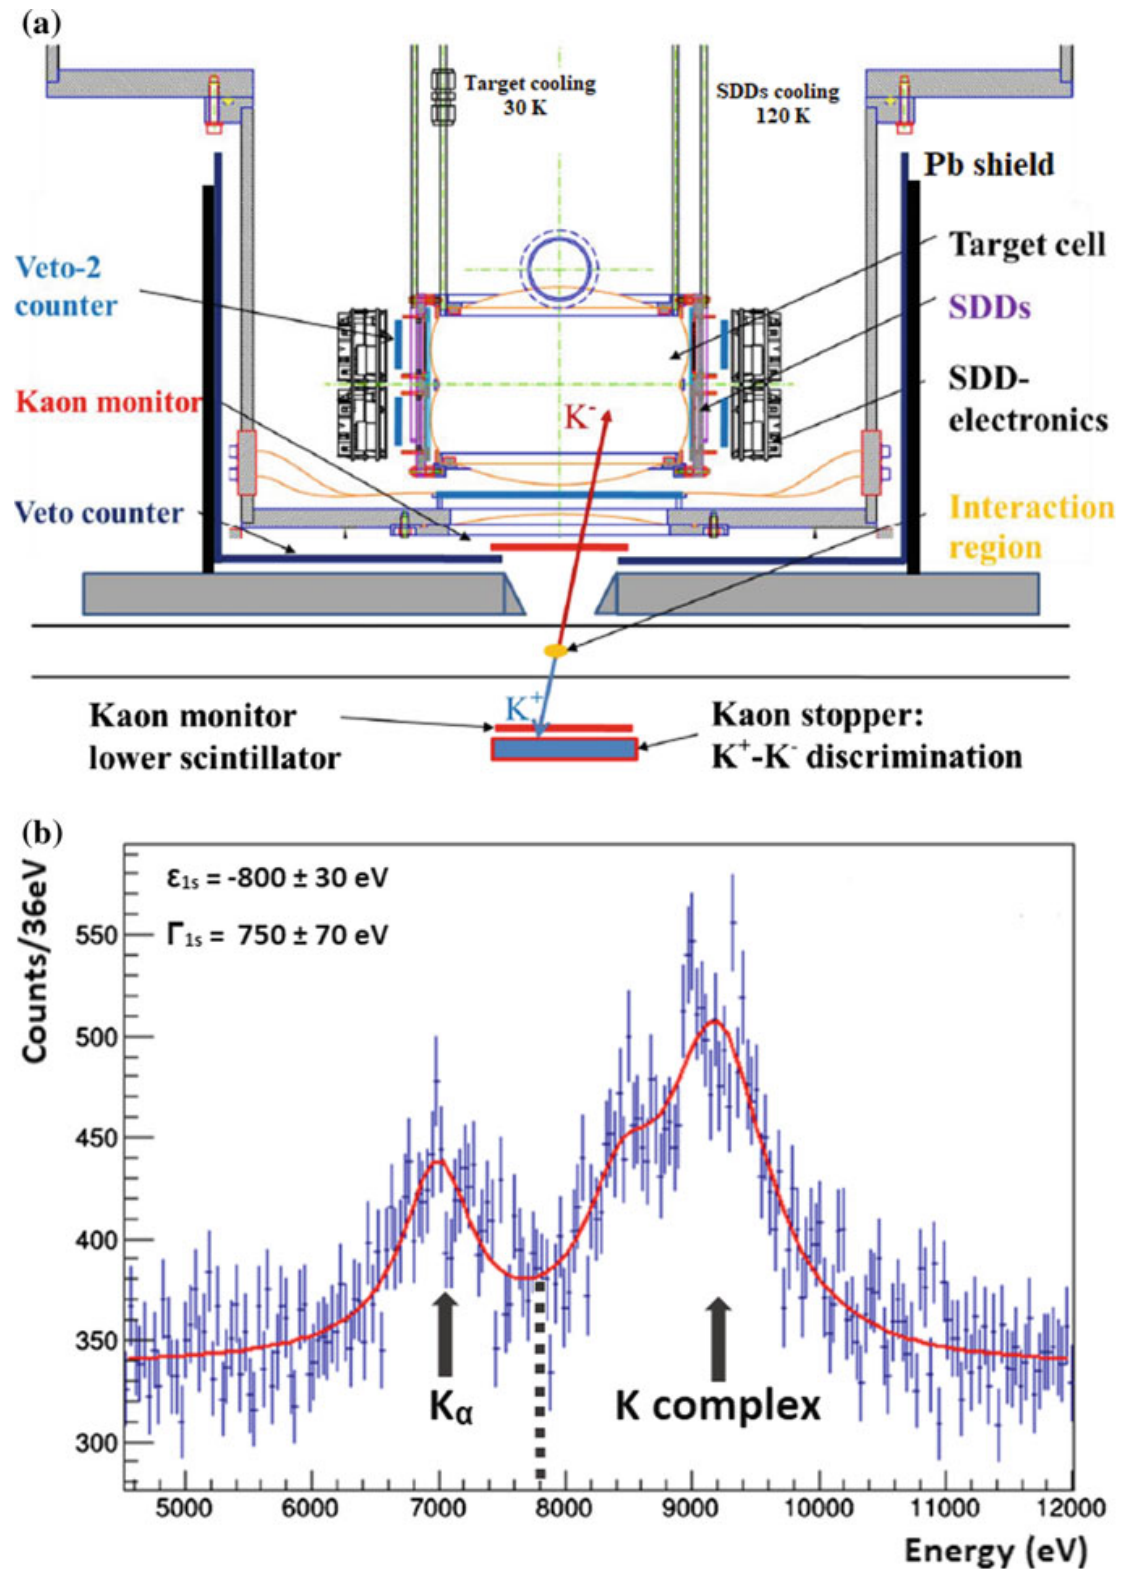 (a)
Target cooling
30 K
SDDs cooling
120 K
Pb shield
Target cell
SDDs
SDD-
electronics
Interaction
region
Veto-2
counter
Kaon monitor
Veto counter
K-
K+
Kaon monitor
lower scintillator
Kaon stopper:
K+-K- discrimination
(b)
Counts/36eV
ε1s = -800 ± 30 eV
Γ1s = 750 ± 70 eV
550
500
450
400
350
300
Kα
K complex
5000 6000 7000 8000 9000 10000 11000 12000
Energy (eV)